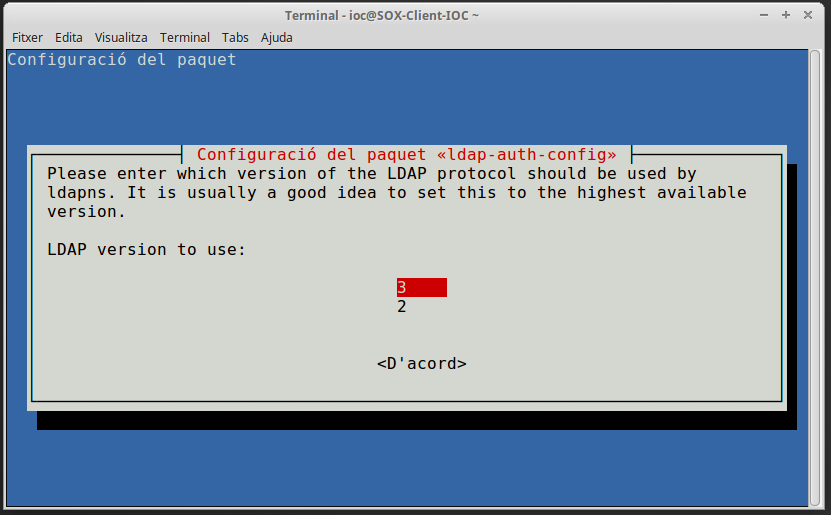 Terminal - ioc@SOX-Client-IOC ~
Fitxer Edita Visualitza Terminal Tabs Ajuda
Configuració del paquet
Configuració del paquet «ldap-auth-config»
Please enter which version of the LDAP protocol should be used by
ldapns. It is usually a good idea to set this to the highest available
version.
LDAP version to use:
3
2
<D'acord>